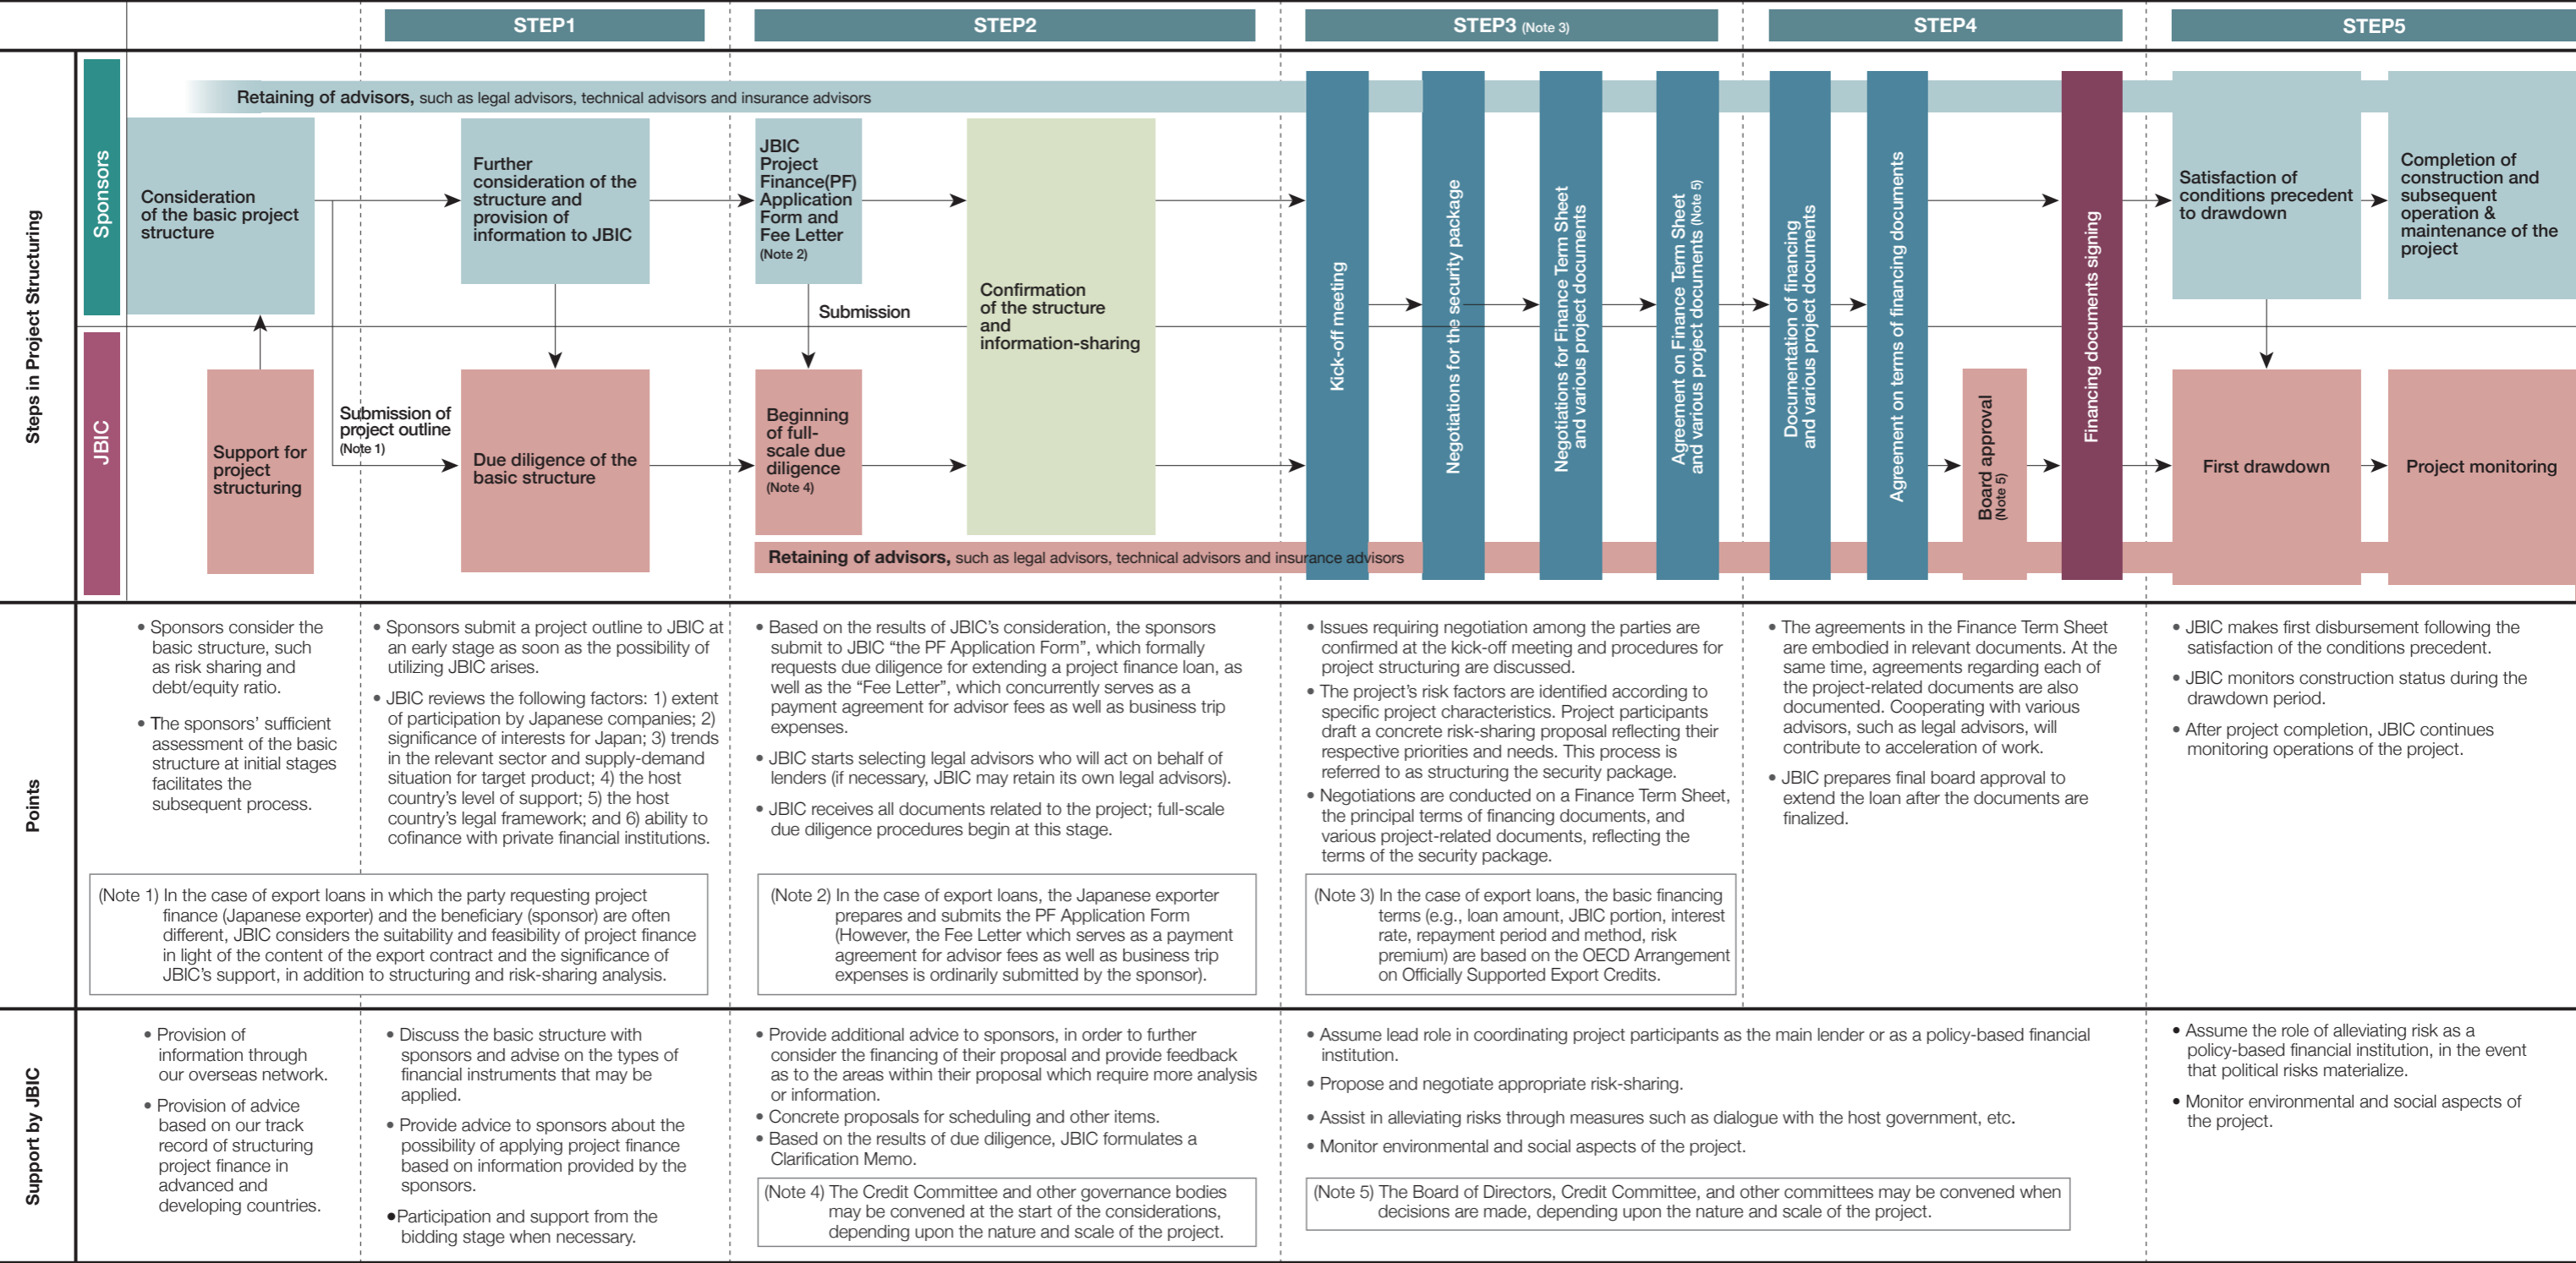 STEP1
STEP2
STEP3 (Note 3)
STEP4
STEP5
Steps in Project Structuring
Sponsors
JBIC
Retaining of advisors, such as legal advisors, technical advisors and insurance advisors
Consideration
of the basic project
structure
Further
consideration of the
structure and
provision of
information to JBIC
JBIC
Project
Finance(PF)
Application
Form and
Fee Letter
(Note 2)
Submission
Confirmation
of the structure
and
information-sharing
Kick-off meeting
Negotiations for the security package
Negotiations for Finance Term Sheet
and various project documents
Agreement on Finance Term Sheet
and various project documents (Note 5)
Documentation of financing
and various project documents
Agreement on terms of financing documents
Board approval
(Note 5)
Financing documents signing
Satisfaction of
conditions precedent
to drawdown
Completion of
construction and
subsequent
operation &
maintenance of the
project
Support for
project
structuring
Submission of
project outline
(Note 1)
Due diligence of the
basic structure
Beginning
of full-
scale due
diligence
(Note 4)
First drawdown
Project monitoring
Retaining of advisors, such as legal advisors, technical advisors and insurance advisors
Points
• Sponsors consider the
basic structure, such
as risk sharing and
debt/equity ratio.
• The sponsors’ sufficient
assessment of the basic
structure at initial stages
facilitates the
subsequent process.
• Sponsors submit a project outline to JBIC at
an early stage as soon as the possibility of
utilizing JBIC arises.
• JBIC reviews the following factors: 1) extent
of participation by Japanese companies; 2)
significance of interests for Japan; 3) trends
in the relevant sector and supply-demand
situation for target product; 4) the host
country’s level of support; 5) the host
country’s legal framework; and 6) ability to
cofinance with private financial institutions.
(Note 1) In the case of export loans in which the party requesting project
finance (Japanese exporter) and the beneficiary (sponsor) are often
different, JBIC considers the suitability and feasibility of project finance
in light of the content of the export contract and the significance of
JBIC’s support, in addition to structuring and risk-sharing analysis.
• Based on the results of JBIC’s consideration, the sponsors
submit to JBIC “the PF Application Form”, which formally
requests due diligence for extending a project finance loan, as
well as the “Fee Letter”, which concurrently serves as a
payment agreement for advisor fees as well as business trip
expenses.
• JBIC starts selecting legal advisors who will act on behalf of
lenders (if necessary, JBIC may retain its own legal advisors).
• JBIC receives all documents related to the project; full-scale
due diligence procedures begin at this stage.
(Note 2) In the case of export loans, the Japanese exporter
prepares and submits the PF Application Form
(However, the Fee Letter which serves as a payment
agreement for advisor fees as well as business trip
expenses is ordinarily submitted by the sponsor).
• Issues requiring negotiation among the parties are
confirmed at the kick-off meeting and procedures for
project structuring are discussed.
• The project’s risk factors are identified according to
specific project characteristics. Project participants
draft a concrete risk-sharing proposal reflecting their
respective priorities and needs. This process is
referred to as structuring the security package.
• Negotiations are conducted on a Finance Term Sheet,
the principal terms of financing documents, and
various project-related documents, reflecting the
terms of the security package.
(Note 3) In the case of export loans, the basic financing
terms (e.g., loan amount, JBIC portion, interest
rate, repayment period and method, risk
premium) are based on the OECD Arrangement
on Officially Supported Export Credits.
• The agreements in the Finance Term Sheet
are embodied in relevant documents. At the
same time, agreements regarding each of
the project-related documents are also
documented. Cooperating with various
advisors, such as legal advisors, will
contribute to acceleration of work.
• JBIC prepares final board approval to
extend the loan after the documents are
finalized.
• JBIC makes first disbursement following the
satisfaction of the conditions precedent.
• JBIC monitors construction status during the
drawdown period.
• After project completion, JBIC continues
monitoring operations of the project.
Support by JBIC
• Provision of
information through
our overseas network.
• Provision of advice
based on our track
record of structuring
project finance in
advanced and
developing countries.
• Discuss the basic structure with
sponsors and advise on the types of
financial instruments that may be
applied.
• Provide advice to sponsors about the
possibility of applying project finance
based on information provided by the
sponsors.
•Participation and support from the
bidding stage when necessary.
• Provide additional advice to sponsors, in order to further
consider the financing of their proposal and provide feedback
as to the areas within their proposal which require more analysis
or information.
• Concrete proposals for scheduling and other items.
• Based on the results of due diligence, JBIC formulates a
Clarification Memo.
(Note 4) The Credit Committee and other governance bodies
may be convened at the start of the considerations,
depending upon the nature and scale of the project.
• Assume lead role in coordinating project participants as the main lender or as a policy-based financial
institution.
• Propose and negotiate appropriate risk-sharing.
• Assist in alleviating risks through measures such as dialogue with the host government, etc.
• Monitor environmental and social aspects of the project.
(Note 5) The Board of Directors, Credit Committee, and other committees may be convened when
decisions are made, depending upon the nature and scale of the project.
• Assume the role of alleviating risk as a
policy-based financial institution, in the event
that political risks materialize.
• Monitor environmental and social aspects of
the project.